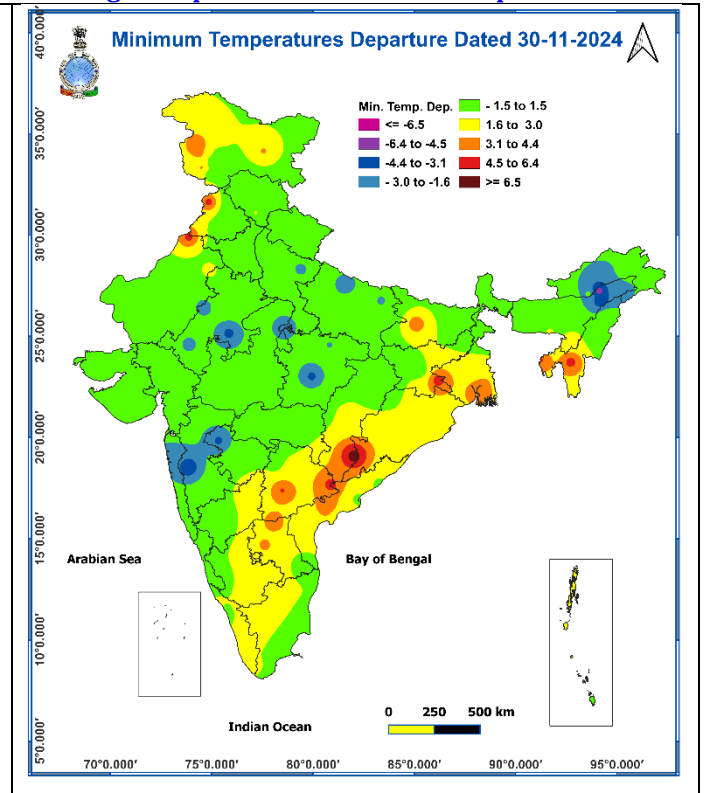 Minimum Temperatures Departure Dated 30-11-2024
Min. Temp. Dep.
<= -6.5
-6.4 to -4.5
-4.4 to -3.1
- 3.0 to -1.6
- 1.5 to 1.5
1.6 to 3.0
3.1 to 4.4
4.5 to 6.4
>= 6.5
40°0.000'
35°0.000'
30°0.000'
25°0.000'
20°0.000'
15°0.000'
10°0.000'
5°0.000'
Arabian Sea
Bay of Bengal
Indian Ocean
0 250 500 km
70°0.000' 75°0.000' 80°0.000' 85°0.000' 90°0.000' 95°0.000'